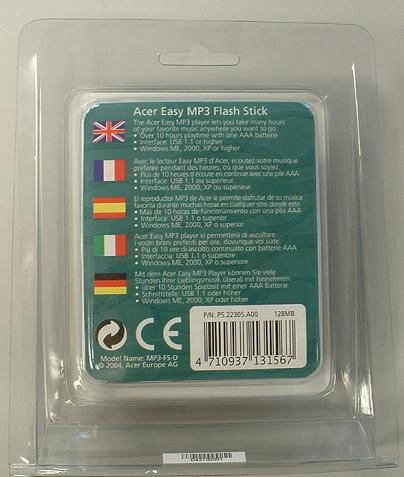 Acer Easy MP3 Flash Stick
The Acer Easy MP3 player lets you take many hours
of your favorite music anywhere you want to go.
• Over 10 hours playtime with one AAA battery
• Interface: USB 1.1 or higher
• Windows ME, 2000, XP or higher
Avec le lecteur Easy MP3 d'Acer, écoutez votre musique
préférée pendant des heures, où que vous soyez.
• Plus de 10 heures d'écoute en continue avec une pile AAA
• Interface: USB 1.1 ou supérieur
• Windows ME, 2000, XP ou supérieur
El reproductor MP3 de Acer le permite disfrutar de su música
favorita durante muchas horas en cualquier sitio donde esté.
• Más de 10 horas de funcionamiento con una pila AAA
• Interface: USB 1.1 o superior
• Windows ME, 2000, XP o superior
Acer Easy MP3 player vi permetterà di ascoltare
i vostri brani preferiti per ore, dovunque voi siate.
• Più di 10 ore di ascolto continuato con batterie AAA
• Interfaccia: USB 1.1 o superiore
• Windows ME, 2000, XP o superiore
Mit dem Acer Easy MP3 Player können Sie viele
Stunden Ihrer Lieblingsmusik überall mit hinnehmen.
• über 10 Stunden Spielzeit mit einer AAA Batterie
• Schnittstelle: USB 1.1 oder höher
• Windows ME, 2000, XP oder höher
CE
P/N: P5.22305.A00 128MB
4 710937 131567
Model Name: MP3-FS-D
© 2004, Acer Europe AG